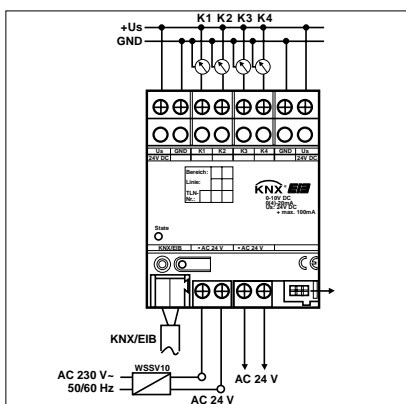 K1 K2 K3 K4
+Us
GND
Us GND K1 K2 K3 K4 GND Us
24V DC 24V DC
Bereich:
Linie:
TLN-
Nr.:
KNX® EIB
0-10V DC
0(4)-20mA
Us: 24V DC
+ max. 100mA
State
KNX/EIB • AC 24 V • AC 24 V
KNX/EIB
WSSV10
AC 230 V~
50/60 Hz
AC 24 V
AC 24 V